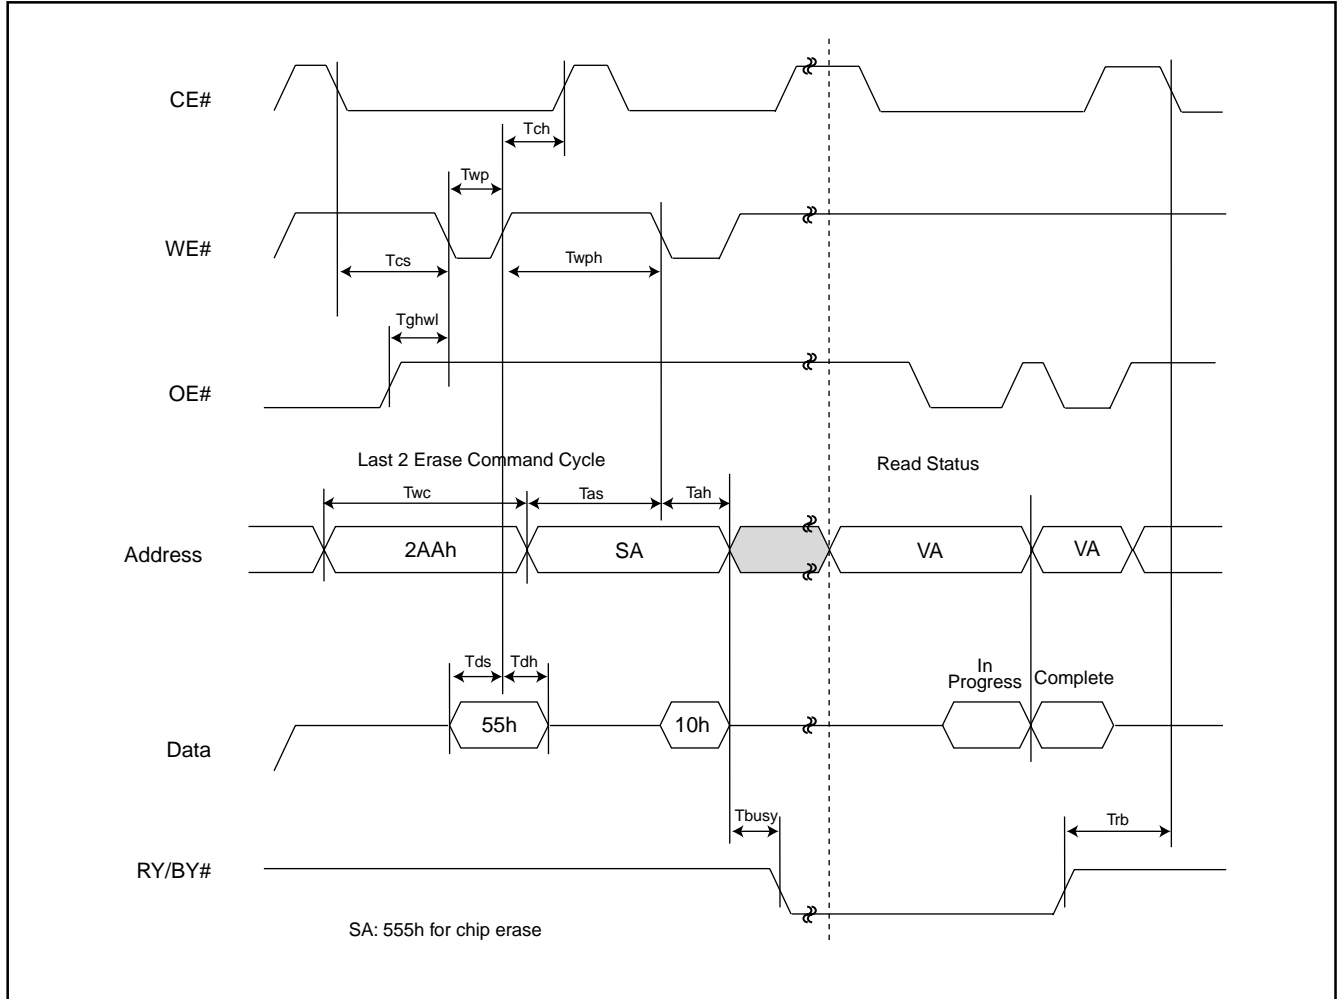 CE#
Tch
Twp
WE#
Tcs
Twph
Tghwl
OE#
Last 2 Erase Command Cycle
Read Status
Twc
Tas
Tah
Address
2AAh
SA
VA
VA
Tds
Tdh
In
Progress
Complete
Data
55h
10h
Tbusy
Trb
RY/BY#
SA: 555h for chip erase